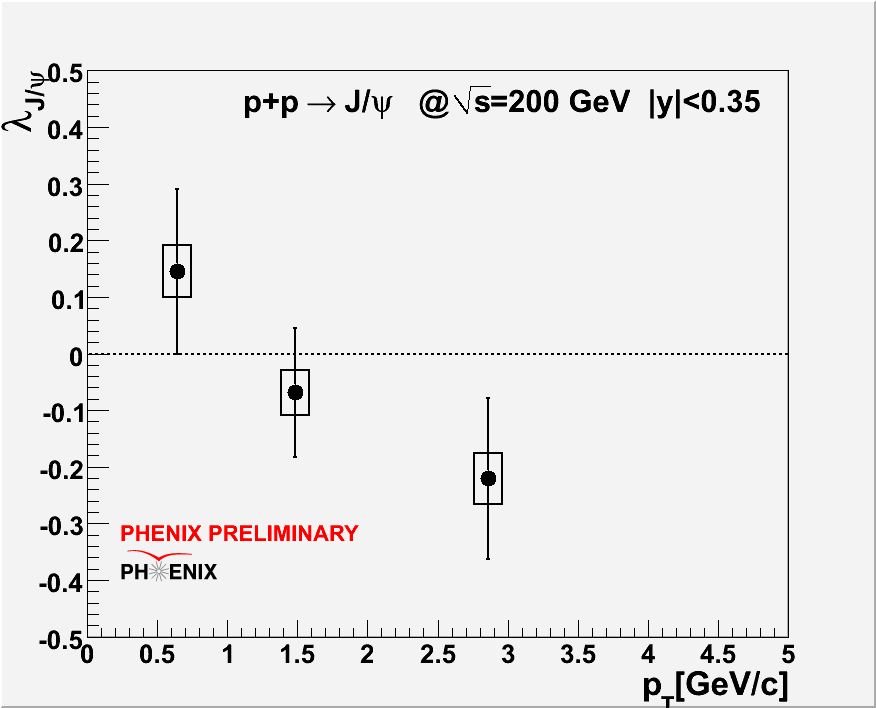 λJ/ψ
p+p → J/ψ @√s=200 GeV |y|<0.35
0.5
0.4
0.3
0.2
0.1
0
-0.1
-0.2
-0.3
-0.4
-0.5
PHENIX PRELIMINARY
PHENIX
0 0.5 1 1.5 2 2.5 3 3.5 4 4.5 5
pT[GeV/c]